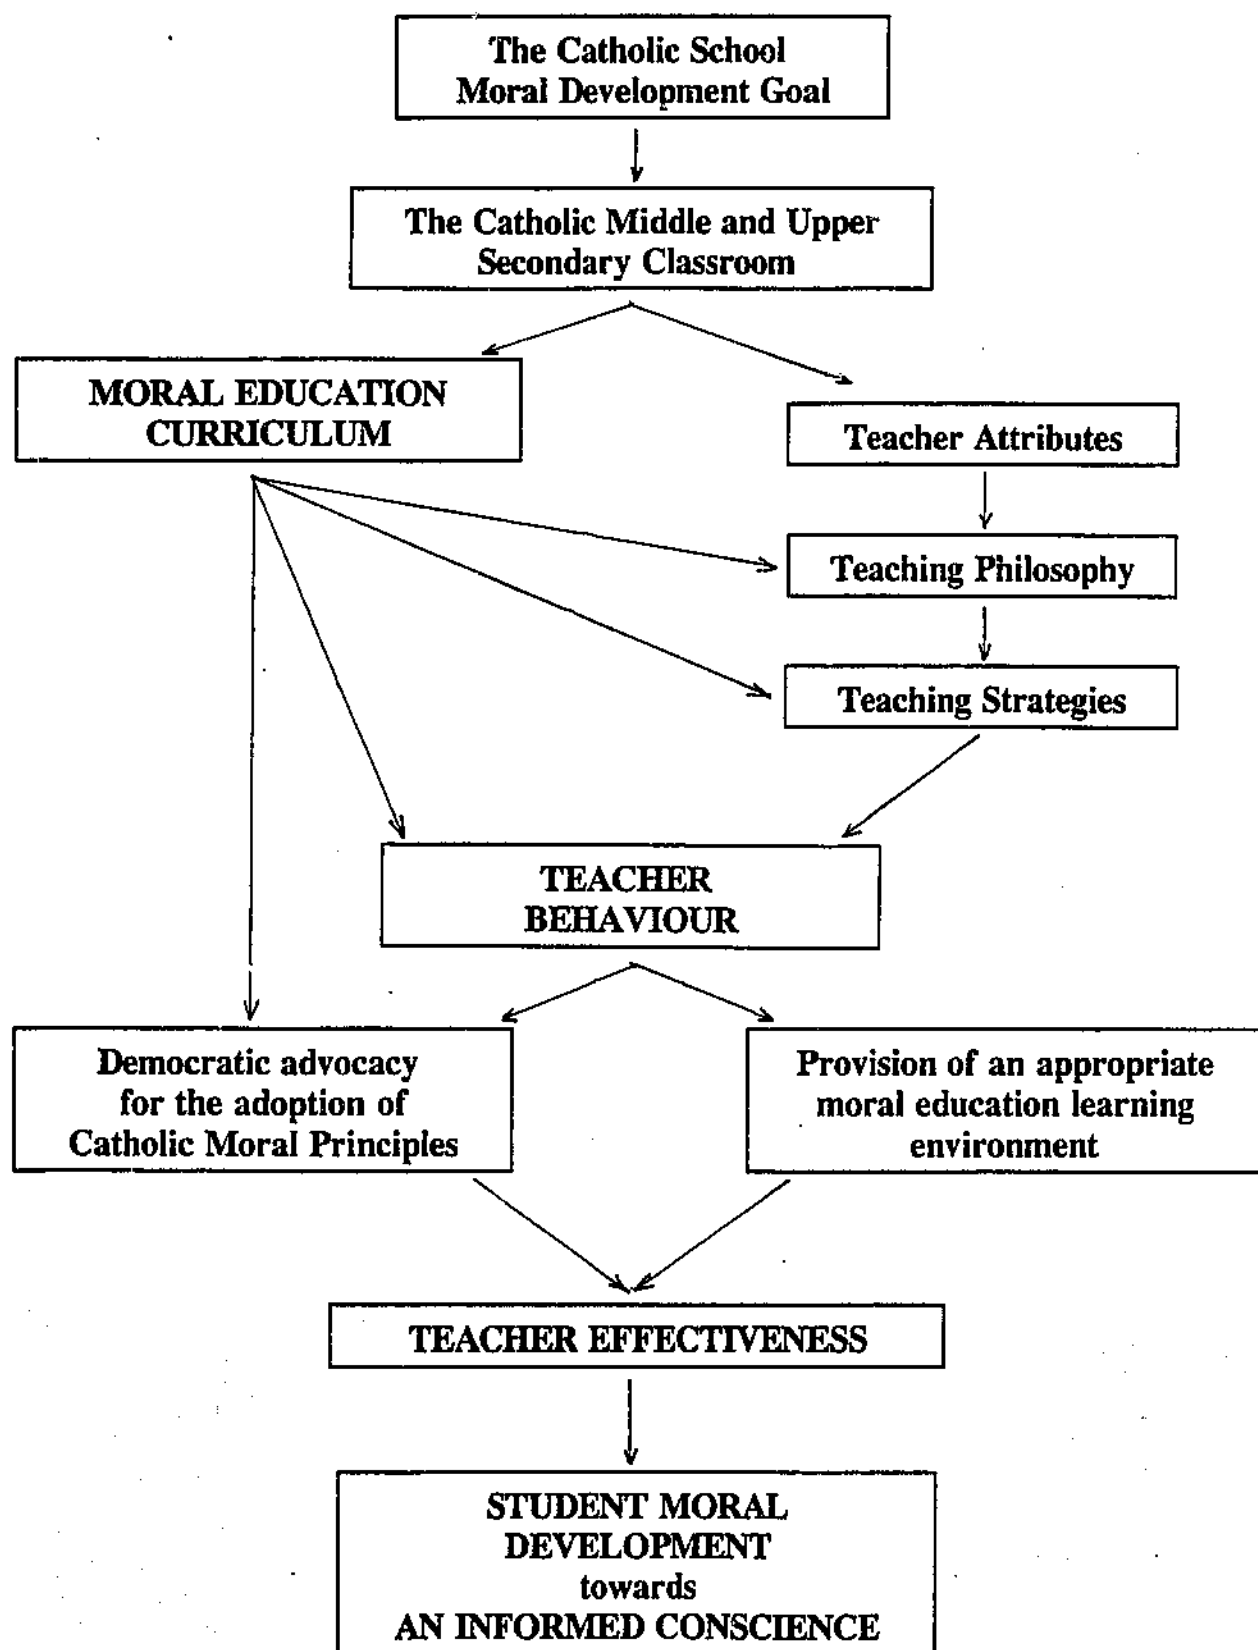 The Catholic School
Moral Development Goal
The Catholic Middle and Upper
Secondary Classroom
MORAL EDUCATION
CURRICULUM
Teacher Attributes
Teaching Philosophy
Teaching Strategies
TEACHER
BEHAVIOUR
Democratic advocacy
for the adoption of
Catholic Moral Principles
Provision of an appropriate
moral education learning
environment
TEACHER EFFECTIVENESS
STUDENT MORAL
DEVELOPMENT
towards
AN INFORMED CONSCIENCE